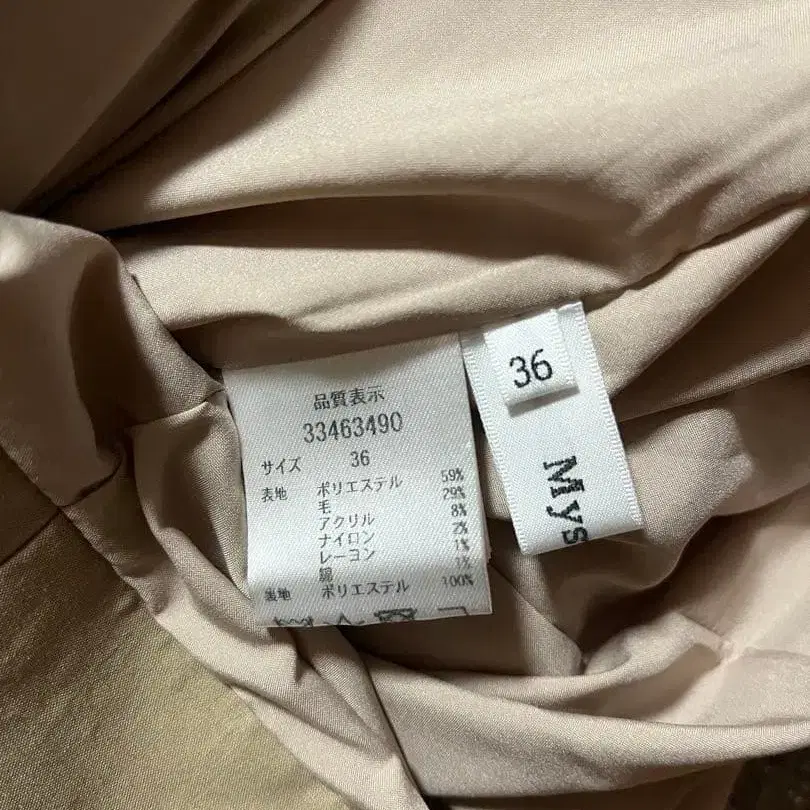 品質表示
33463490
サイズ 36
表地 ポリエステル 59%
毛 29%
アクリル 8%
ナイロン 2%
レーヨン 1%
綿 1%
裏地 ポリエステル 100%
36
Mys